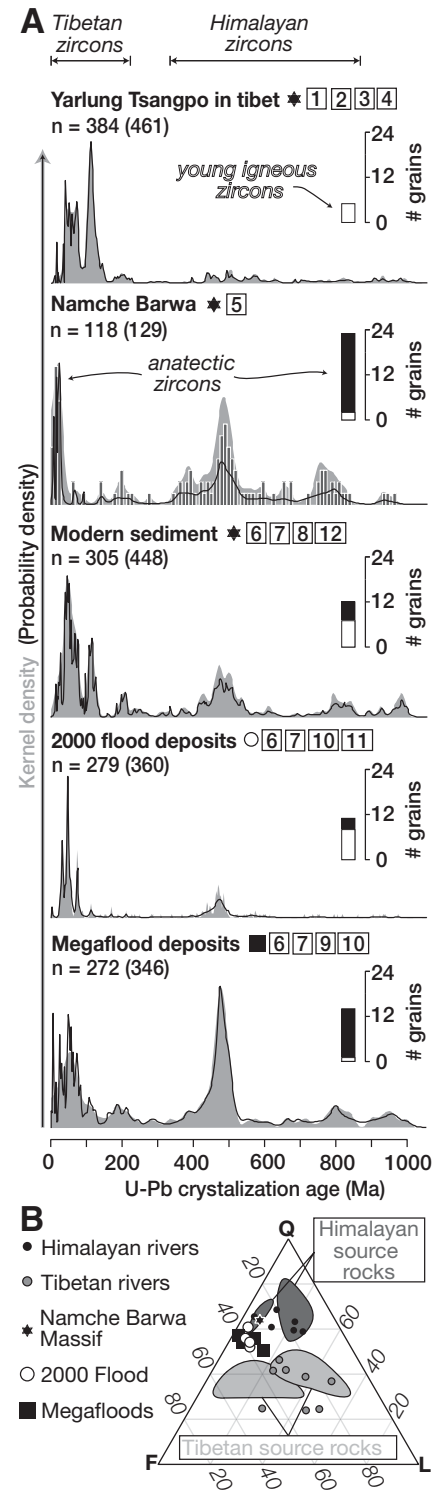 A
Tibetan zircons
Himalayan zircons
Yarlung Tsangpo in tibet 1 2 3 4
n = 384 (461)
young igneous zircons
24
12
0
# grains
Namche Barwa 5
n = 118 (129)
anatectic zircons
24
12
0
# grains
Modern sediment 6 7 8 12
n = 305 (448)
24
12
0
# grains
2000 flood deposits 6 7 10 11
n = 279 (360)
24
12
0
# grains
Megaflood deposits 6 7 9 10
n = 272 (346)
24
12
0
# grains
Kernel density (Probability density)
0 200 400 600 800 1000
U-Pb crystalization age (Ma)
B
Himalayan rivers
Tibetan rivers
Namche Barwa
Massif
2000 Flood
Megafloods
Q
Himalayan
source
rocks
20
40
60
80
60
40
20
Tibetan source rocks
F
L
20 40 60 80